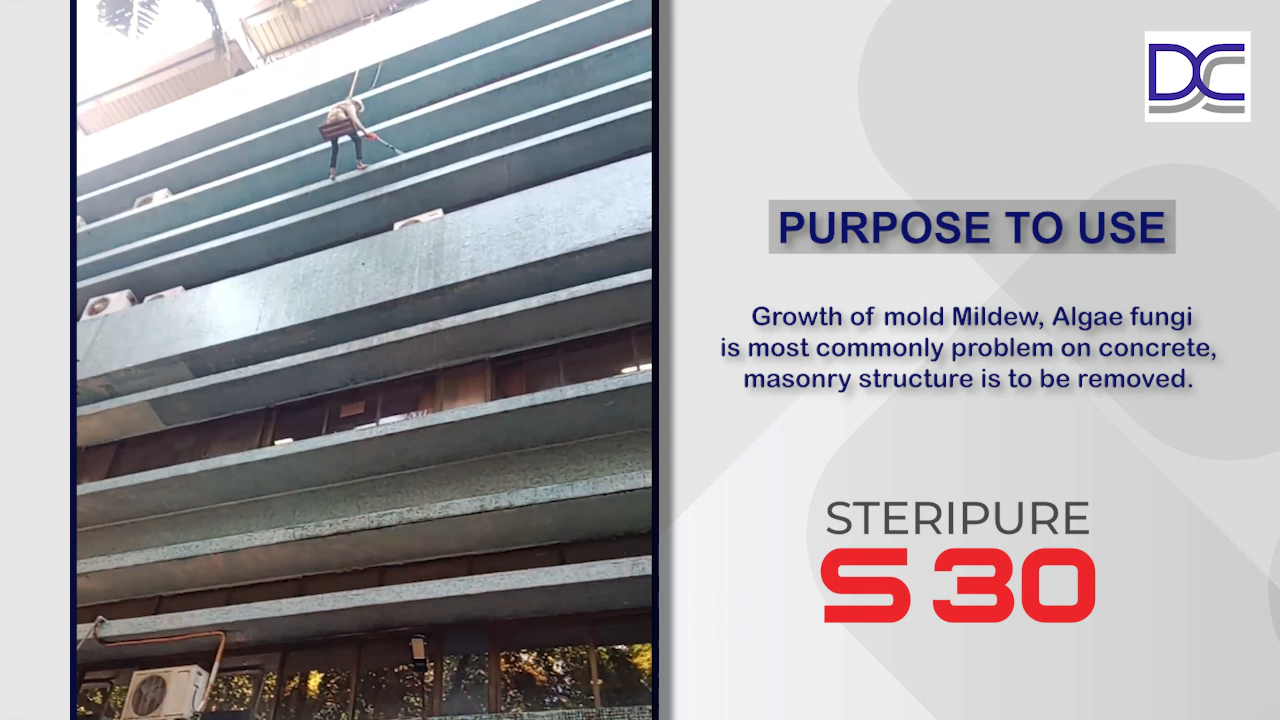 DC
PURPOSE TO USE
Growth of mold Mildew, Algae fungi
is most commonly problem on concrete,
masonry structure is to be removed.
STERIPURE
S 30